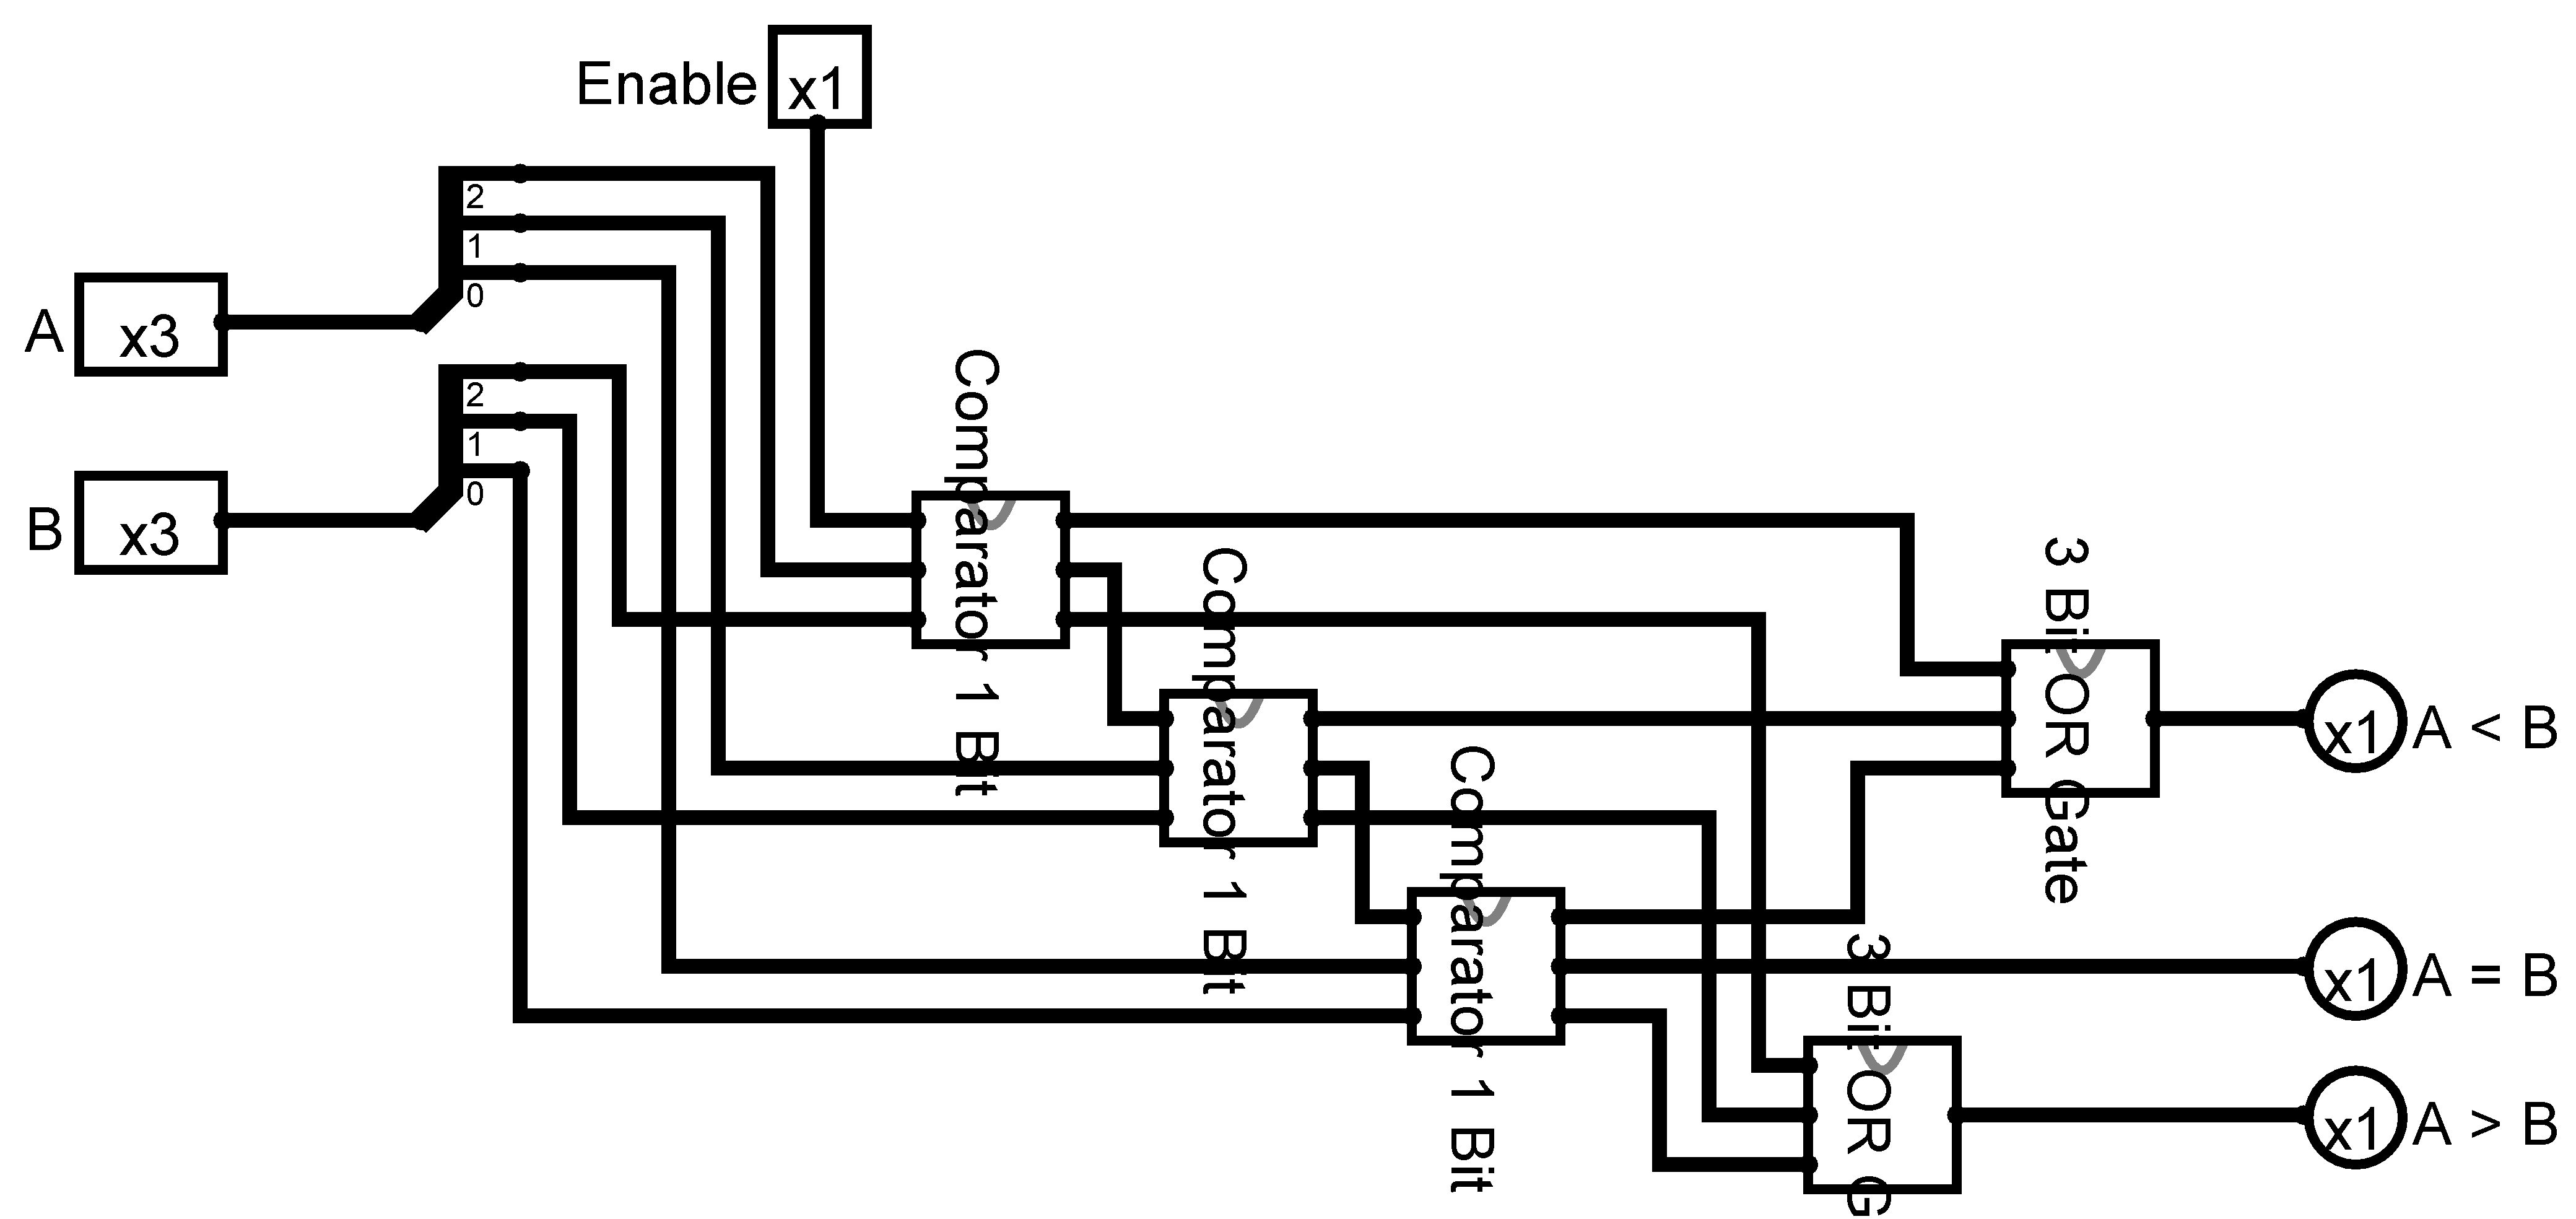 Enable x1
2
1
0
A x3
2
1
0
B x3
Comparator 1 Bit
Comparator 1 Bit
Comparator 1 Bit
3 Bit OR Gate
3 Bit OR G
x1 A < B
x1 A = B
x1 A > B